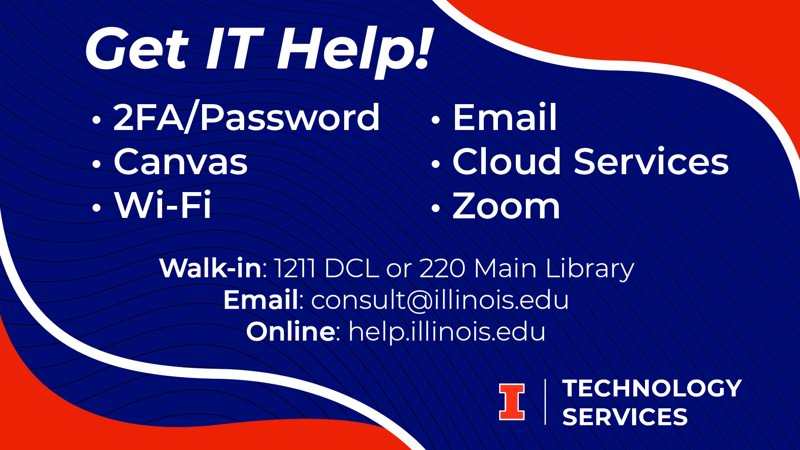 Get IT Help!
• 2FA/Password
• Canvas
• Wi-Fi
• Email
• Cloud Services
• Zoom
Walk-in: 1211 DCL or 220 Main Library
Email: consult@illinois.edu
Online: help.illinois.edu
I
TECHNOLOGY
SERVICES